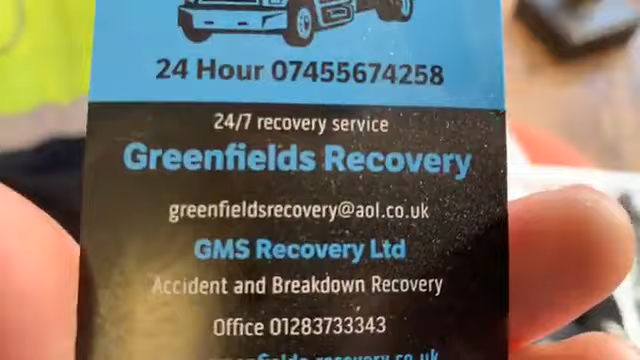 24 Hour 07455674258
24/7 recovery service
Greenfields Recovery
greenfieldsrecovery@aol.co.uk
GMS Recovery Ltd
Accident and Breakdown Recovery
Office 01283733343